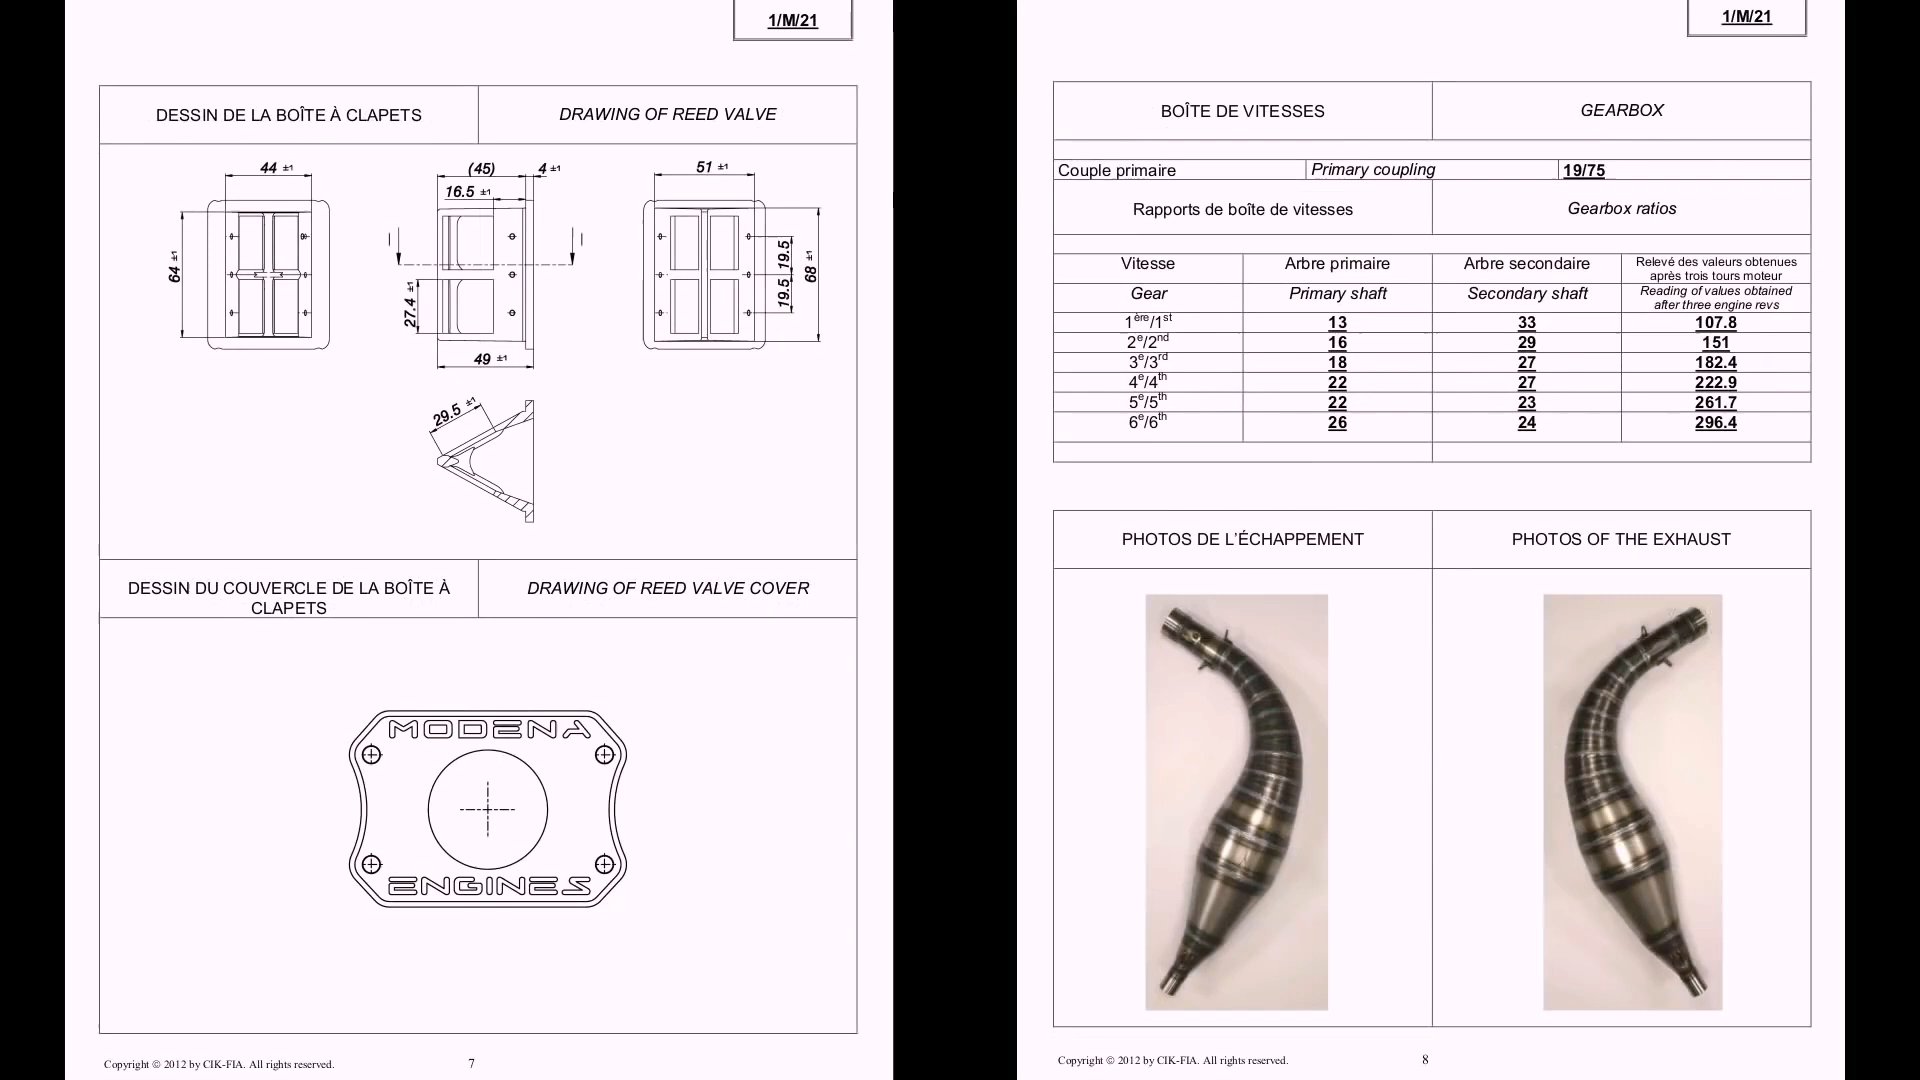 1/M/21
DESSIN DE LA BOÎTE À CLAPETS
DRAWING OF REED VALVE
44 ±1
(45)
4 ±1
51 ±1
16.5 ±1
64 ±1
27.4 ±1
19.5
19.5
68 ±1
49 ±1
29.5 ±1
DESSIN DU COUVERCLE DE LA BOÎTE À
CLAPETS
DRAWING OF REED VALVE COVER
MODENA
ENGINES
Copyright © 2012 by CIK-FIA. All rights reserved.
7
1/M/21
BOÎTE DE VITESSES
GEARBOX
Couple primaire
Primary coupling
19/75
Rapports de boîte de vitesses
Gearbox ratios
Vitesse
Arbre primaire
Arbre secondaire
Relevé des valeurs obtenues
après trois tours moteur
Gear
Primary shaft
Secondary shaft
Reading of values obtained
after three engine revs
1ère/1st 13 33 107.8
2e/2nd 16 29 151
3e/3rd 18 27 182.4
4e/4th 22 27 222.9
5e/5th 22 23 261.7
6e/6th 26 24 296.4
PHOTOS DE L'ÉCHAPPEMENT
PHOTOS OF THE EXHAUST
Copyright © 2012 by CIK-FIA. All rights reserved.
8